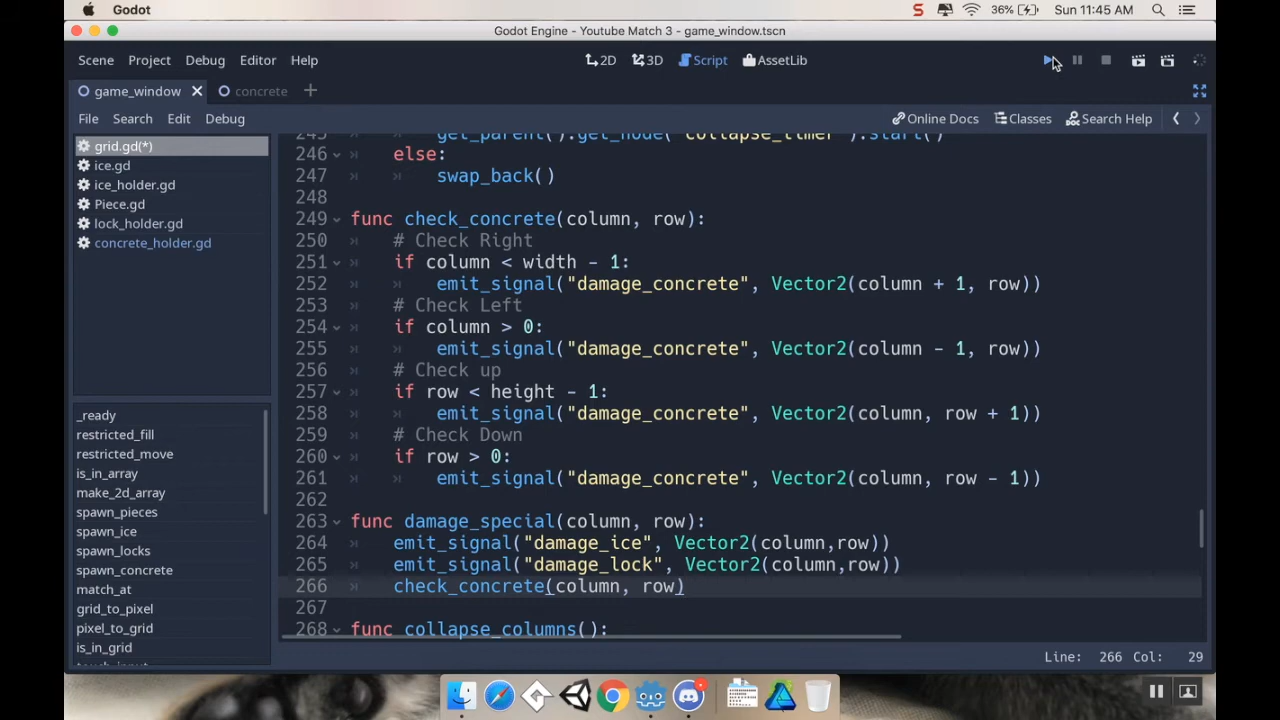 Godot
36%
Sun 11:45 AM
Godot Engine - Youtube Match 3 - game_window.tscn
Scene Project Debug Editor Help
2D 3D Script AssetLib
game_window
concrete
File Search Edit Debug
Online Docs Classes Search Help
grid.gd(*)
ice.gd
ice_holder.gd
Piece.gd
lock_holder.gd
concrete_holder.gd
_ready
restricted_fill
restricted_move
is_in_array
make_2d_array
spawn_pieces
spawn_ice
spawn_locks
spawn_concrete
match_at
grid_to_pixel
pixel_to_grid
is_in_grid
touch_input
245 get_parent().get_node("collapse_timer").start()
246 else:
247 swap_back()
248
249 func check_concrete(column, row):
250 # Check Right
251 if column < width - 1:
252 emit_signal("damage_concrete", Vector2(column + 1, row))
253 # Check Left
254 if column > 0:
255 emit_signal("damage_concrete", Vector2(column - 1, row))
256 # Check up
257 if row < height - 1:
258 emit_signal("damage_concrete", Vector2(column, row + 1))
259 # Check Down
260 if row > 0:
261 emit_signal("damage_concrete", Vector2(column, row - 1))
262
263 func damage_special(column, row):
264 emit_signal("damage_ice", Vector2(column,row))
265 emit_signal("damage_lock", Vector2(column,row))
266 check_concrete(column, row)
267
268 func collapse_columns():
Line: 266 Col: 29